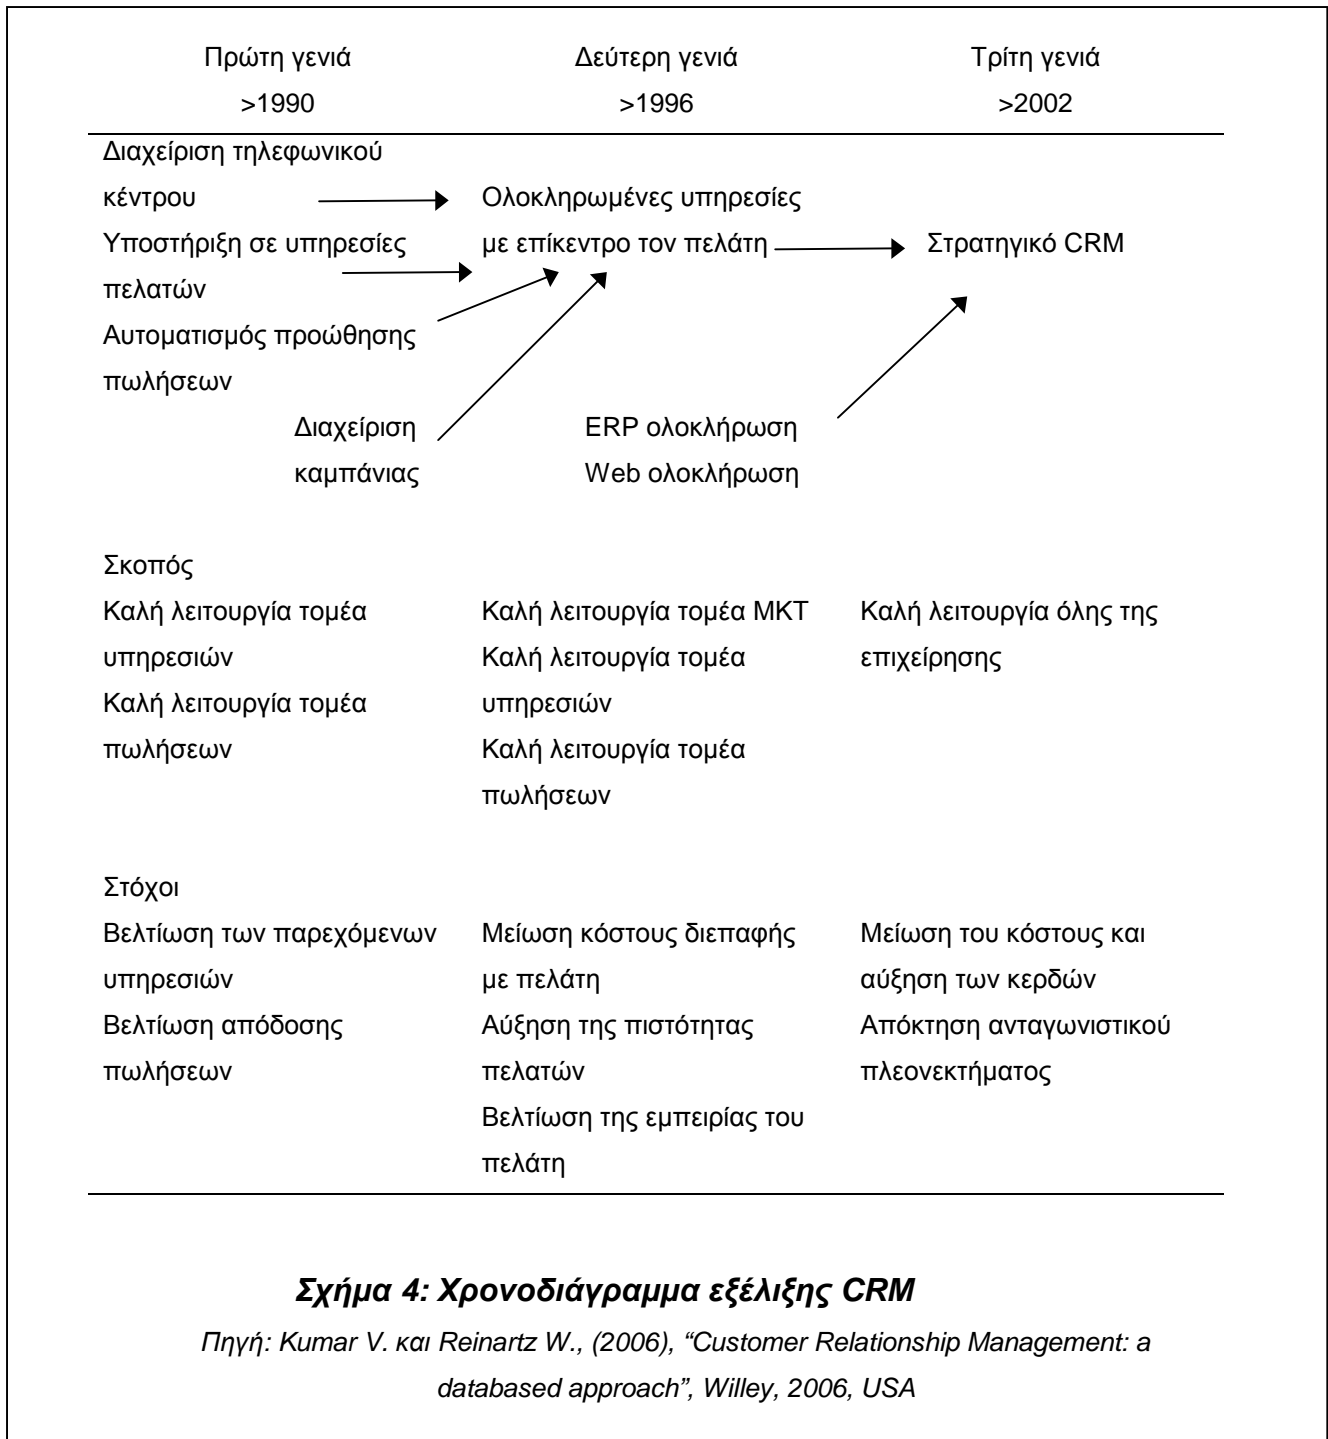 Πρώτη γενιά Δεύτερη γενιά Τρίτη γενιά
>1990 >1996 >2002
Διαχείριση τηλεφωνικού
κέντρου Ολοκληρωμένες υπηρεσίες
Υποστήριξη σε υπηρεσίες με επίκεντρο τον πελάτη Στρατηγικό CRM
πελατών
Αυτοματισμός προώθησης
πωλήσεων
Διαχείριση ERP ολοκλήρωση
καμπάνιας Web ολοκλήρωση
Σκοπός
Καλή λειτουργία τομέα Καλή λειτουργία τομέα ΜΚΤ Καλή λειτουργία όλης της
υπηρεσιών Καλή λειτουργία τομέα επιχείρησης
Καλή λειτουργία τομέα υπηρεσιών
πωλήσεων Καλή λειτουργία τομέα
πωλήσεων
Στόχοι
Βελτίωση των παρεχόμενων Μείωση κόστους διεπαφής Μείωση του κόστους και
υπηρεσιών με πελάτη αύξηση των κερδών
Βελτίωση απόδοσης Αύξηση της πιστότητας Απόκτηση ανταγωνιστικού
πωλήσεων πελατών πλεονεκτήματος
Βελτίωση της εμπειρίας του
πελάτη
Σχήμα 4: Χρονοδιάγραμμα εξέλιξης CRM
Πηγή: Kumar V. και Reinartz W., (2006), “Customer Relationship Management: a
databased approach”, Willey, 2006, USA